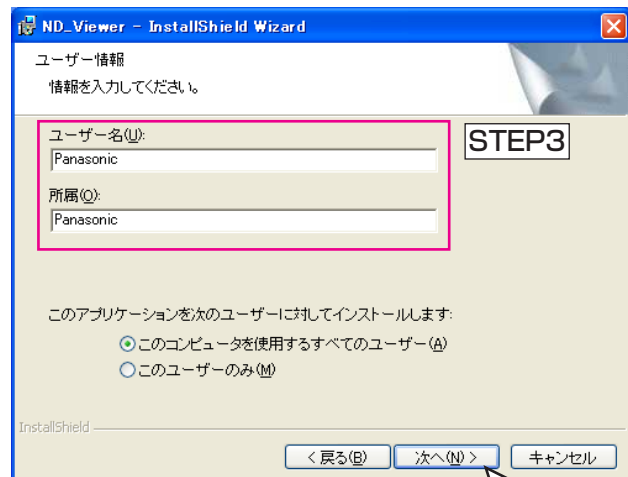 ND_Viewer - InstallShield Wizard
ユーザー情報
情報を入力してください。
ユーザー名(U):
Panasonic
STEP3
所属(O):
Panasonic
このアプリケーションを次のユーザーに対してインストールします:
このコンピュータを使用するすべてのユーザー(A)
このユーザーのみ(M)
InstallShield
< 戻る(B) 次へ(N) > キャンセル